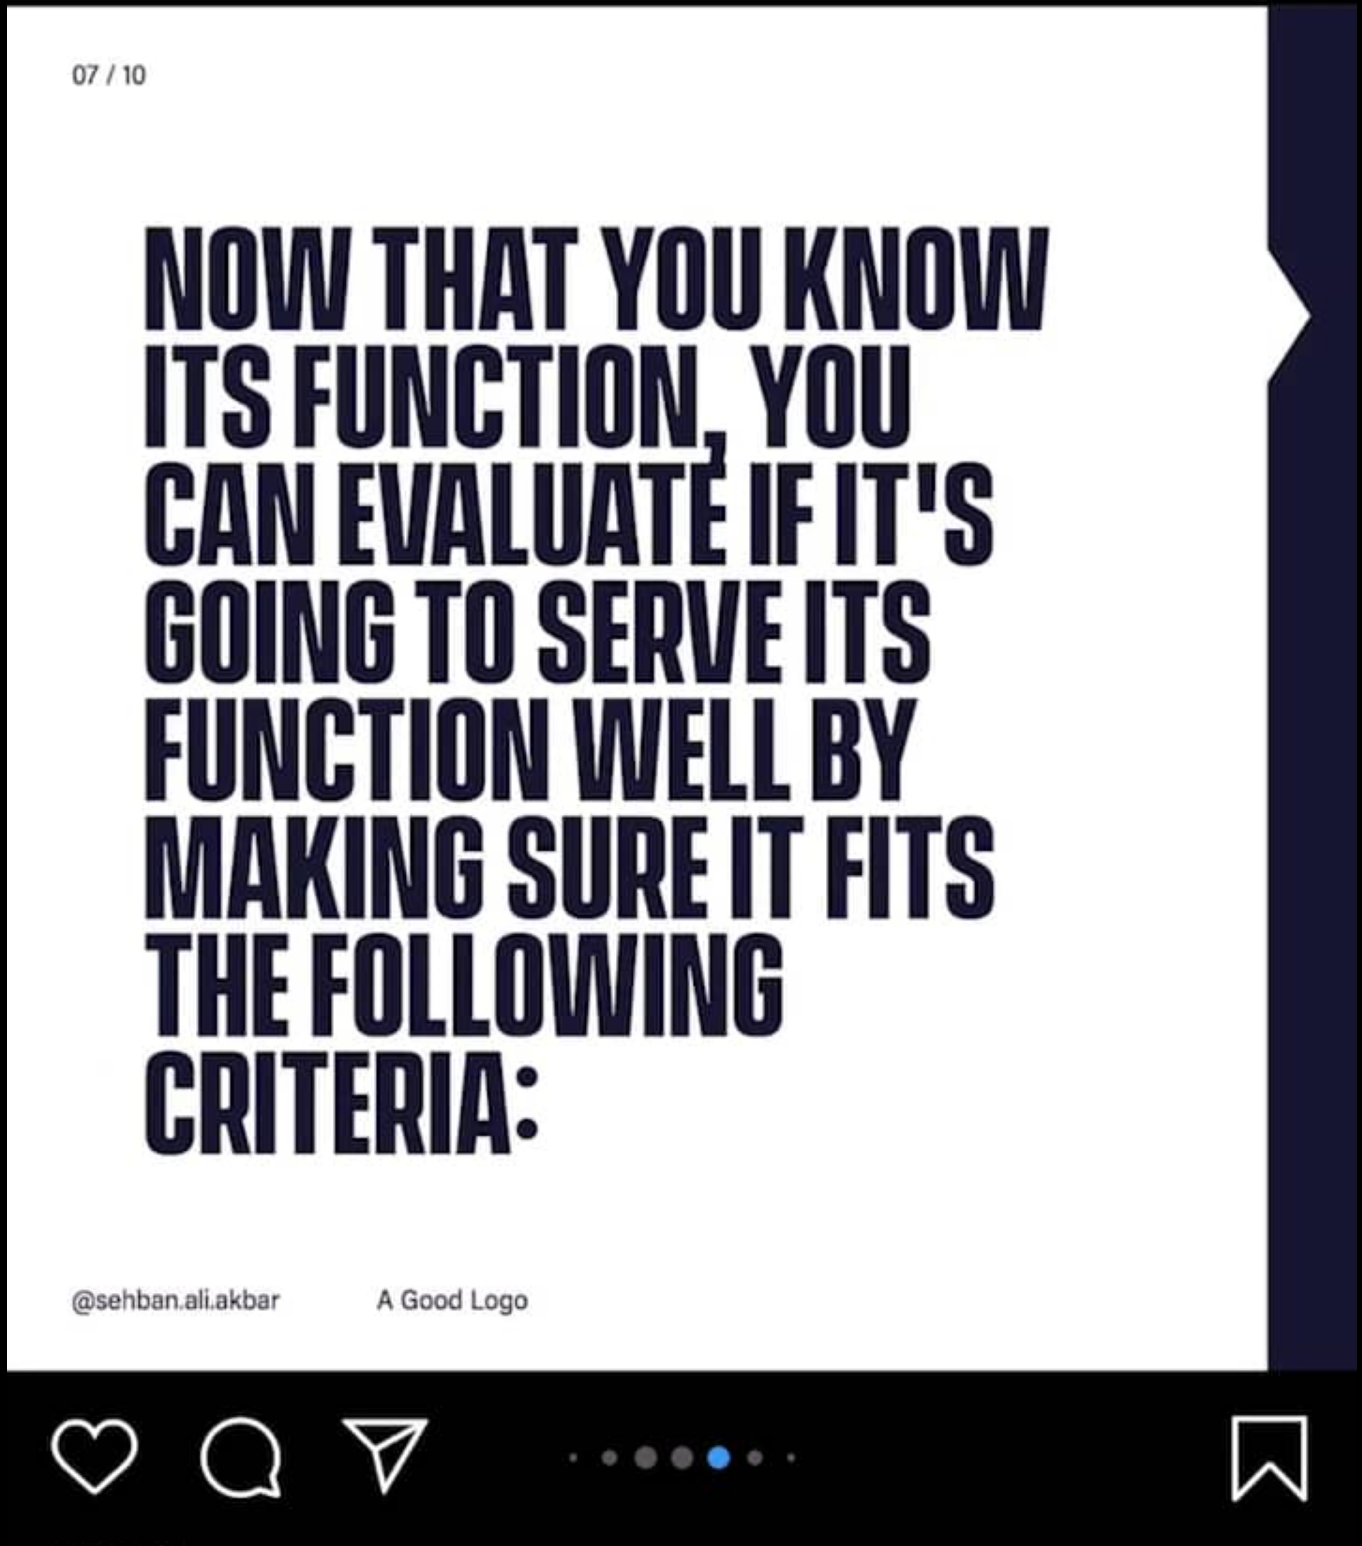 07 / 10
NOW THAT YOU KNOW
ITS FUNCTION, YOU
CAN EVALUATE IF IT'S
GOING TO SERVE ITS
FUNCTION WELL BY
MAKING SURE IT FITS
THE FOLLOWING
CRITERIA:
@sehban.ali.akbar A Good Logo